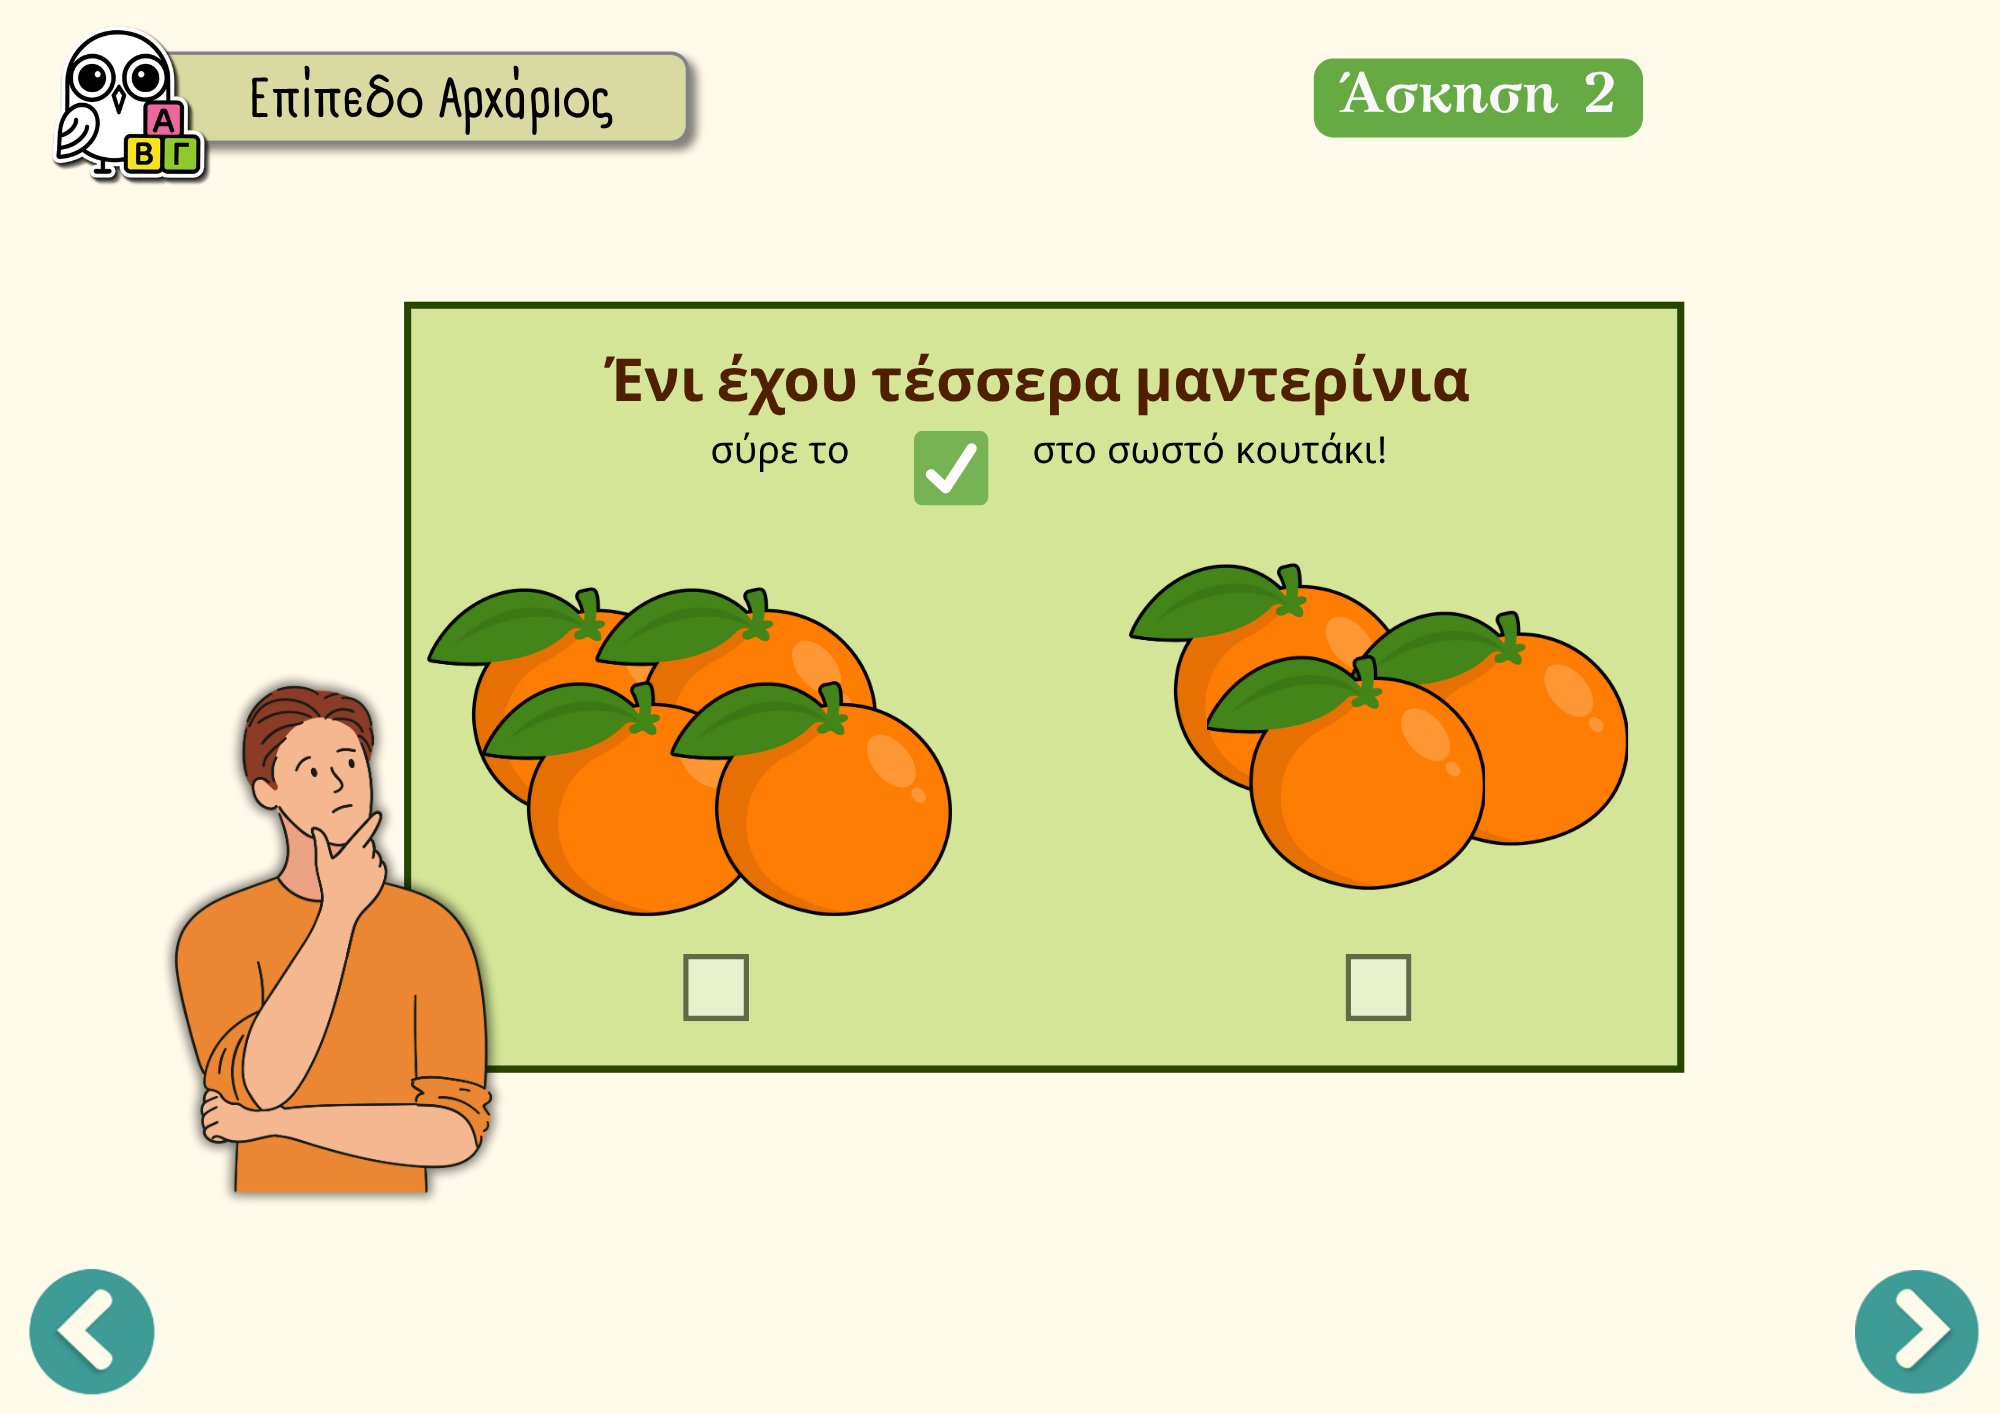 Επίπεδο Αρχάριος
Άσκηση 2
Α
Β Γ
Ένι έχου τέσσερα μαντερίνια
σύρε το ✅ στο σωστό κουτάκι!